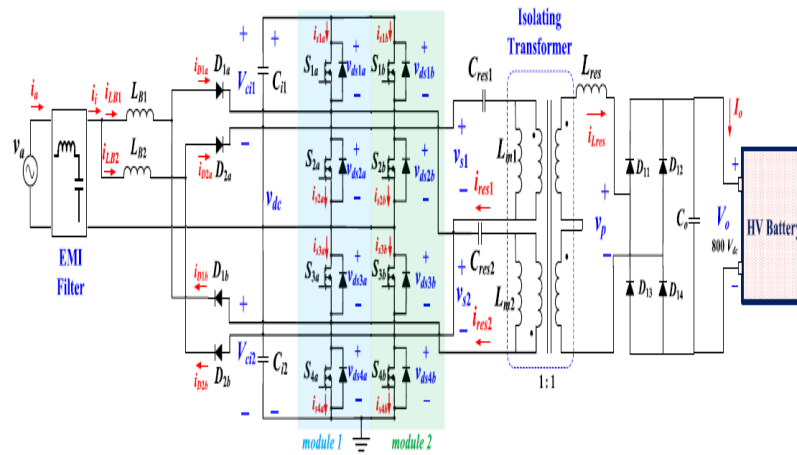 Isolating
Transformer
i_a
i_i
i_LB1
L_B1
i_D1a
D_1a
V_ci1
C_i1
i_s1a
S_1a
v_ds1a
i_s1b
S_1b
v_ds1b
C_res1
L_res
i_Lres
I_o
v_a
i_LB2
L_B2
i_D2a
D_2a
S_2a
v_ds2a
i_s2a
S_2b
v_ds2b
i_s2b
v_s1
L_m1
i_res1
D_11
D_12
v_dc
v_p
C_o
V_o
800 V_dc
HV Battery
EMI
Filter
i_D1b
D_1b
i_s3a
S_3a
v_ds3a
i_s3b
S_3b
v_ds3b
C_res2
v_s2
L_m2
i_res2
D_13
D_14
i_D2b
D_2b
V_ci2
C_i2
S_4a
v_ds4a
i_s4a
S_4b
v_ds4b
i_s4b
1 : 1
module 1
module 2